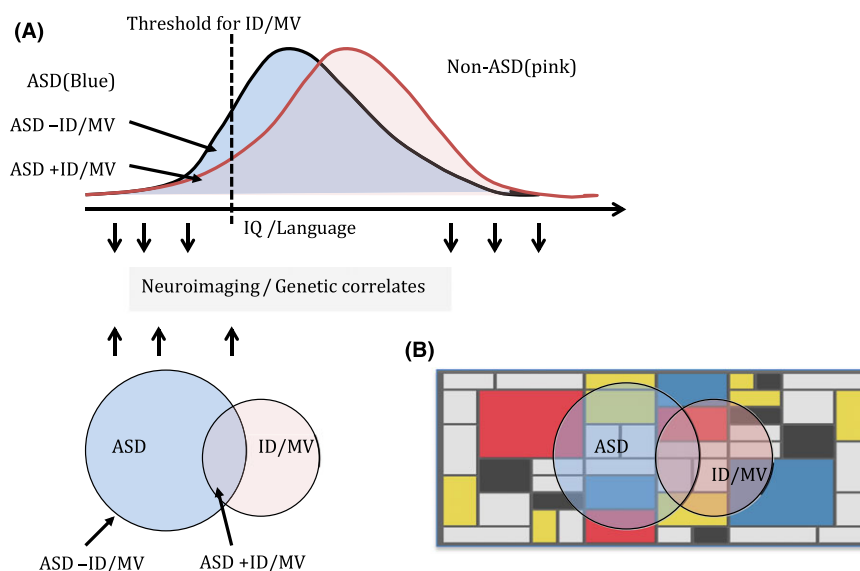 (A)
Threshold for ID/MV
ASD(Blue)
Non-ASD(pink)
ASD –ID/MV
ASD +ID/MV
IQ /Language
Neuroimaging / Genetic correlates
ASD
ID/MV
ASD –ID/MV
ASD +ID/MV
(B)
ASD
ID/MV